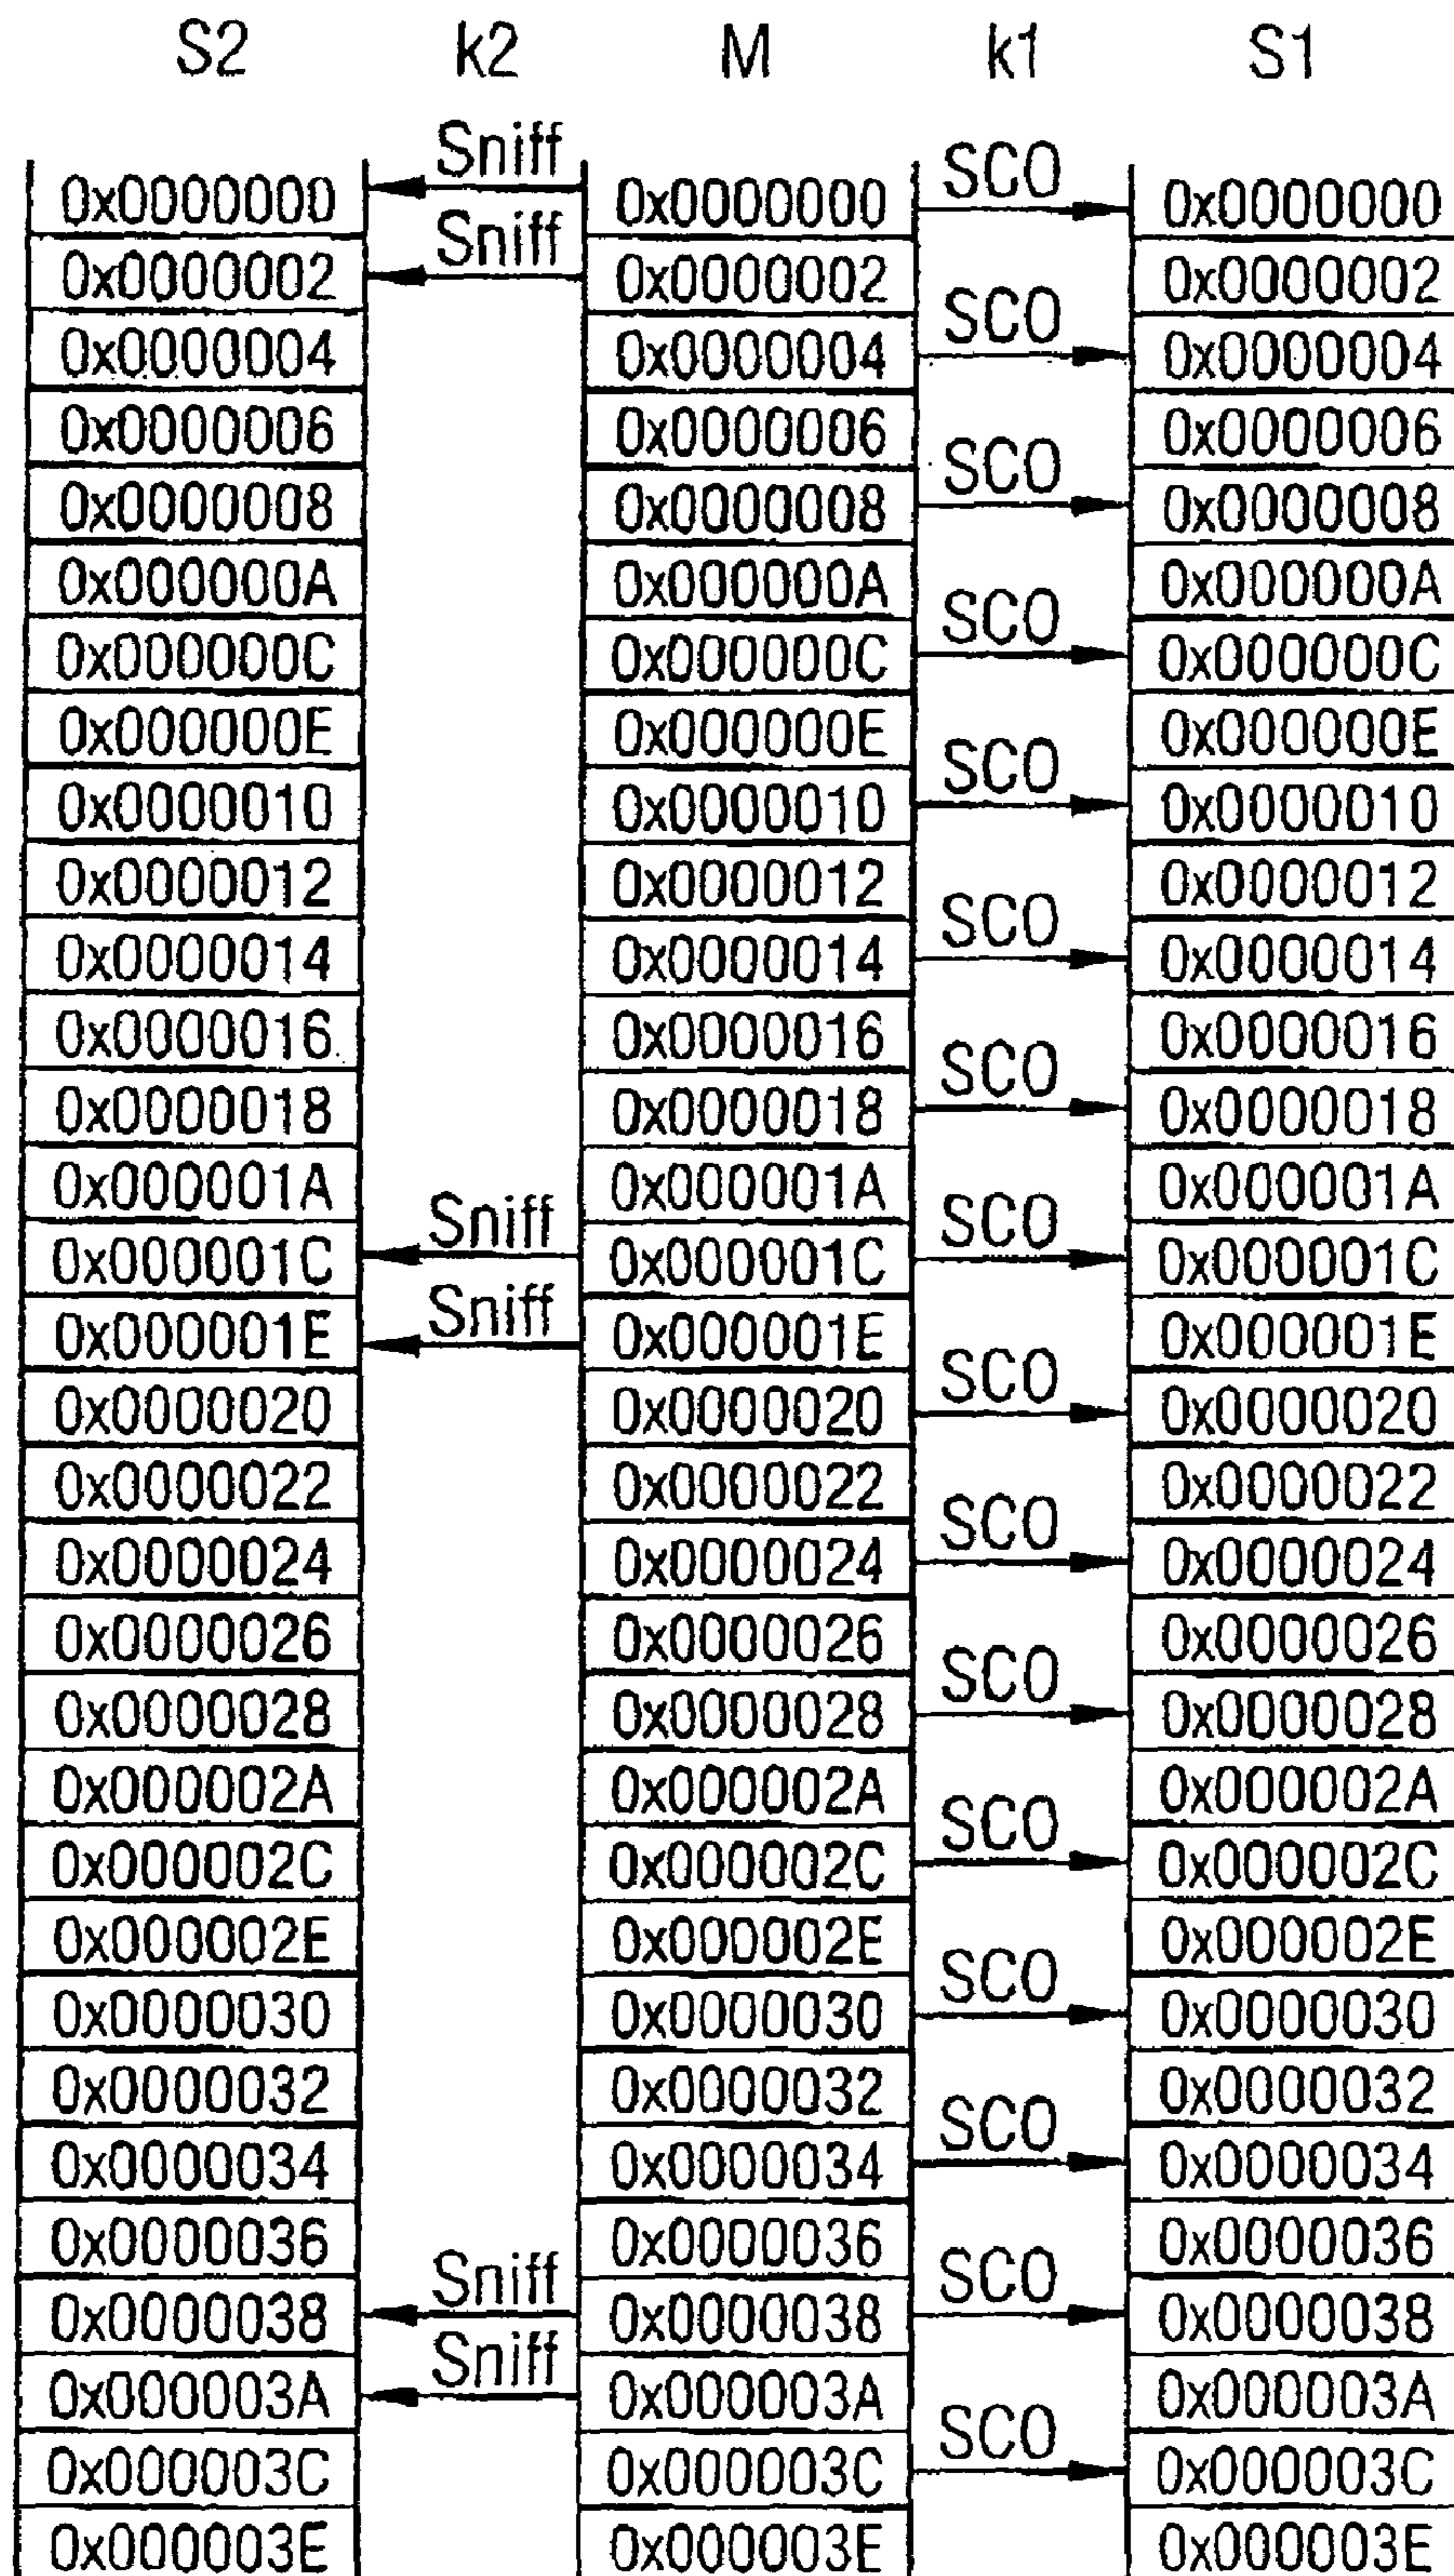 S2 k2 M k1 S1
Sniff SCO
0x0000000 0x0000000 0x0000000
Sniff
0x0000002 0x0000002 0x0000002
SCO
0x0000004 0x0000004 0x0000004
0x0000006 0x0000006 0x0000006
SCO
0x0000008 0x0000008 0x0000008
0x000000A 0x000000A 0x000000A
SCO
0x000000C 0x000000C 0x000000C
0x000000E 0x000000E 0x000000E
SCO
0x0000010 0x0000010 0x0000010
0x0000012 0x0000012 0x0000012
SCO
0x0000014 0x0000014 0x0000014
0x0000016 0x0000016 0x0000016
SCO
0x0000018 0x0000018 0x0000018
0x000001A 0x000001A 0x000001A
Sniff SCO
0x000001C 0x000001C 0x000001C
Sniff
0x000001E 0x000001E 0x000001E
SCO
0x0000020 0x0000020 0x0000020
0x0000022 0x0000022 0x0000022
SCO
0x0000024 0x0000024 0x0000024
0x0000026 0x0000026 0x0000026
SCO
0x0000028 0x0000028 0x0000028
0x000002A 0x000002A 0x000002A
SCO
0x000002C 0x000002C 0x000002C
0x000002E 0x000002E 0x000002E
SCO
0x0000030 0x0000030 0x0000030
0x0000032 0x0000032 0x0000032
SCO
0x0000034 0x0000034 0x0000034
0x0000036 0x0000036 0x0000036
Sniff SCO
0x0000038 0x0000038 0x0000038
Sniff
0x000003A 0x000003A 0x000003A
SCO
0x000003C 0x000003C 0x000003C
0x000003E 0x000003E 0x000003E